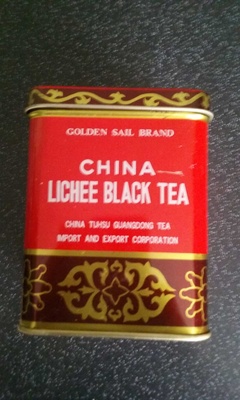 GOLDEN SAIL BRAND
CHINA
LICHEE BLACK TEA
CHINA TUHSU GUANGDONG TEA
IMPORT AND EXPORT CORPORATION